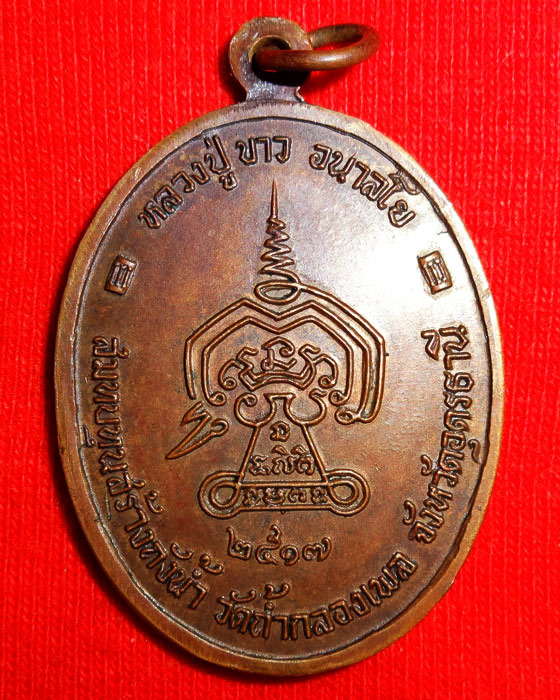 หลวงปู่ ขาว อนาลโย
สมทบทุนสร้างถังน้ำ วัดถ้ำกลองเพล จังหวัดอุดรธานี
๒๕๑๗